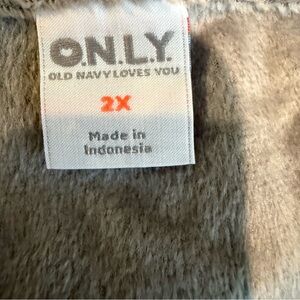 O.N.L.Y.
OLD NAVY LOVES YOU
2X
Made in
Indonesia